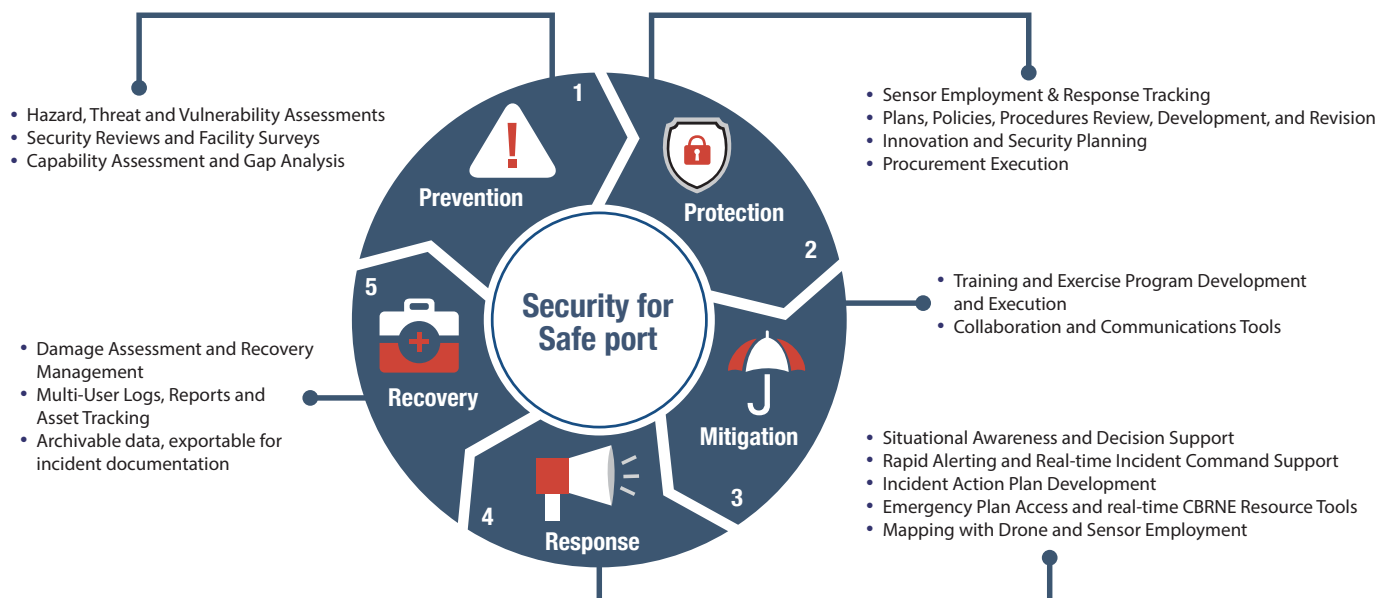 • Hazard, Threat and Vulnerability Assessments
• Security Reviews and Facility Surveys
• Capability Assessment and Gap Analysis
1
Prevention
• Sensor Employment & Response Tracking
• Plans, Policies, Procedures Review, Development, and Revision
• Innovation and Security Planning
• Procurement Execution
Protection
2
Security for
Safe port
• Training and Exercise Program Development
and Execution
• Collaboration and Communications Tools
Mitigation
3
• Situational Awareness and Decision Support
• Rapid Alerting and Real-time Incident Command Support
• Incident Action Plan Development
• Emergency Plan Access and real-time CBRNE Resource Tools
• Mapping with Drone and Sensor Employment
4
Response
5
Recovery
• Damage Assessment and Recovery
Management
• Multi-User Logs, Reports and
Asset Tracking
• Archivable data, exportable for
incident documentation